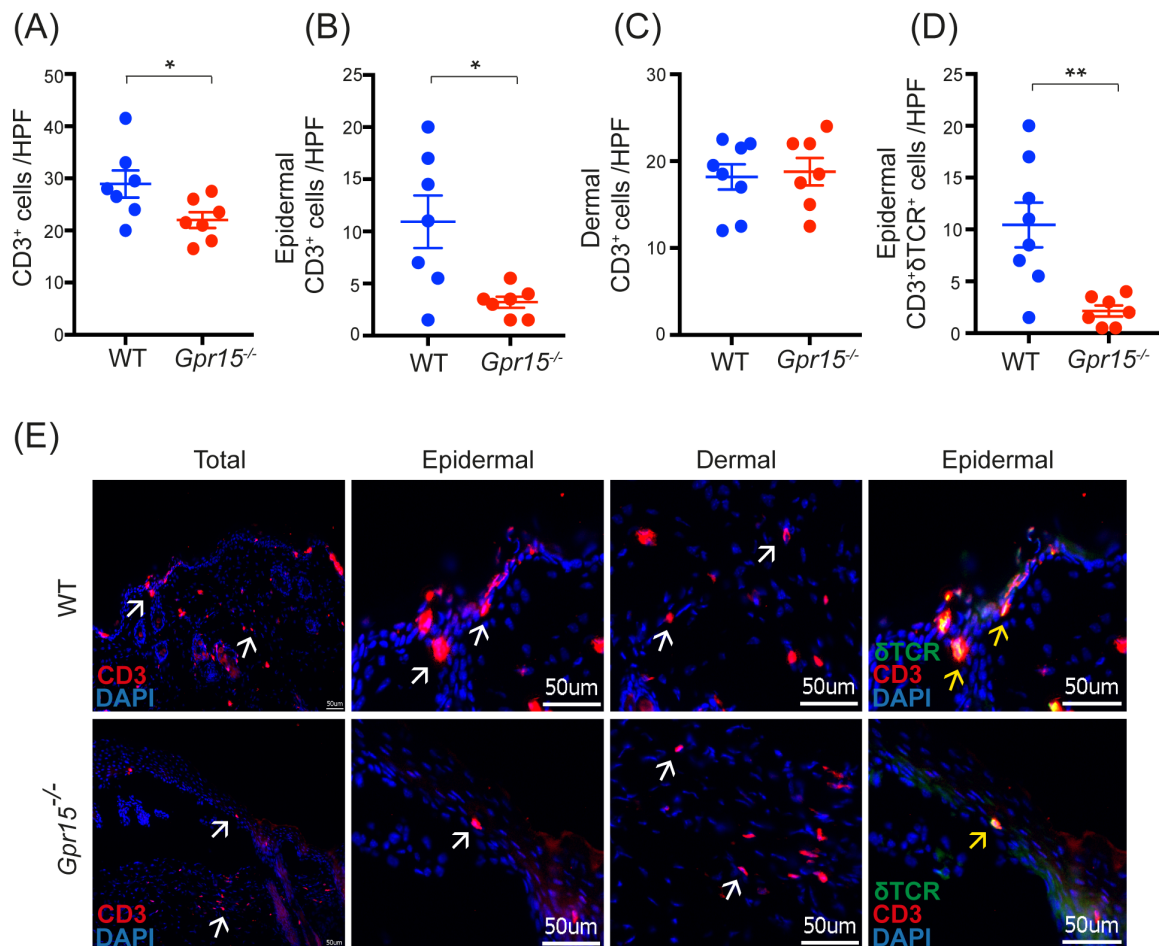 (A)
CD3⁺ cells /HPF
50
40
30
20
10
0
*
WT
Gpr15⁻/⁻
(B)
Epidermal
CD3⁺ cells /HPF
25
20
15
10
5
0
*
WT
Gpr15⁻/⁻
(C)
Dermal
CD3⁺ cells /HPF
30
20
10
0
WT
Gpr15⁻/⁻
(D)
Epidermal
CD3⁺δTCR⁺ cells /HPF
25
20
15
10
5
0
**
WT
Gpr15⁻/⁻
(E)
Total
Epidermal
Dermal
Epidermal
WT
CD3
DAPI
50um
50um
50um
δTCR
CD3
DAPI
50um
Gpr15⁻/⁻
CD3
DAPI
50um
50um
50um
δTCR
CD3
DAPI
50um